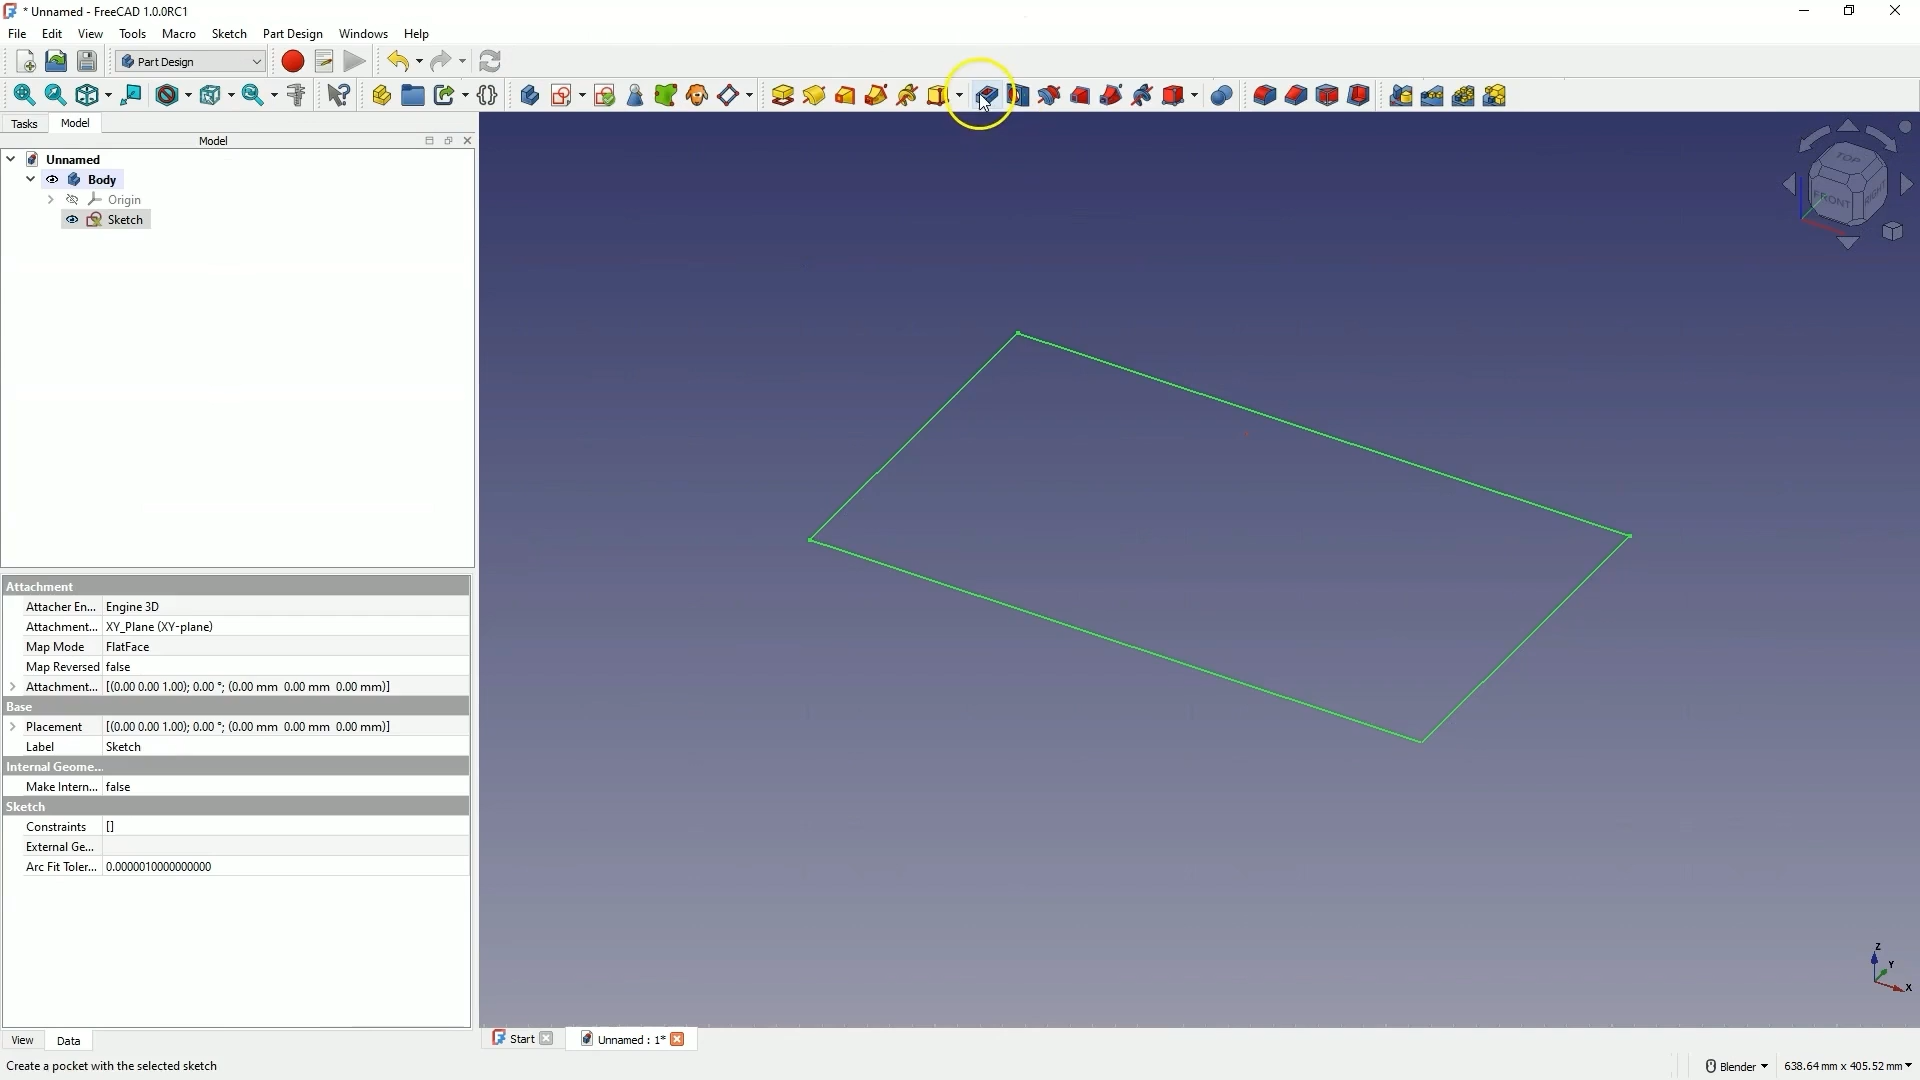 * Unnamed - FreeCAD 1.0.0RC1
File Edit View Tools Macro Sketch Part Design Windows Help
Part Design
Tasks Model
Model
Unnamed
Body
Origin
Sketch
TOP
FRONT
RIGHT
Attachment
Attacher En... Engine 3D
Attachment... XY_Plane (XY-plane)
Map Mode FlatFace
Map Reversed false
Attachment... [(0.00 0.00 1.00); 0.00 °; (0.00 mm 0.00 mm 0.00 mm)]
Base
Placement [(0.00 0.00 1.00); 0.00 °; (0.00 mm 0.00 mm 0.00 mm)]
Label Sketch
Internal Geome...
Make Intern... false
Sketch
Constraints []
External Ge...
Arc Fit Toler... 0.0000010000000000
Z
Y
X
View Data
Start Unnamed : 1*
Create a pocket with the selected sketch
Blender 638.64 mm x 405.52 mm